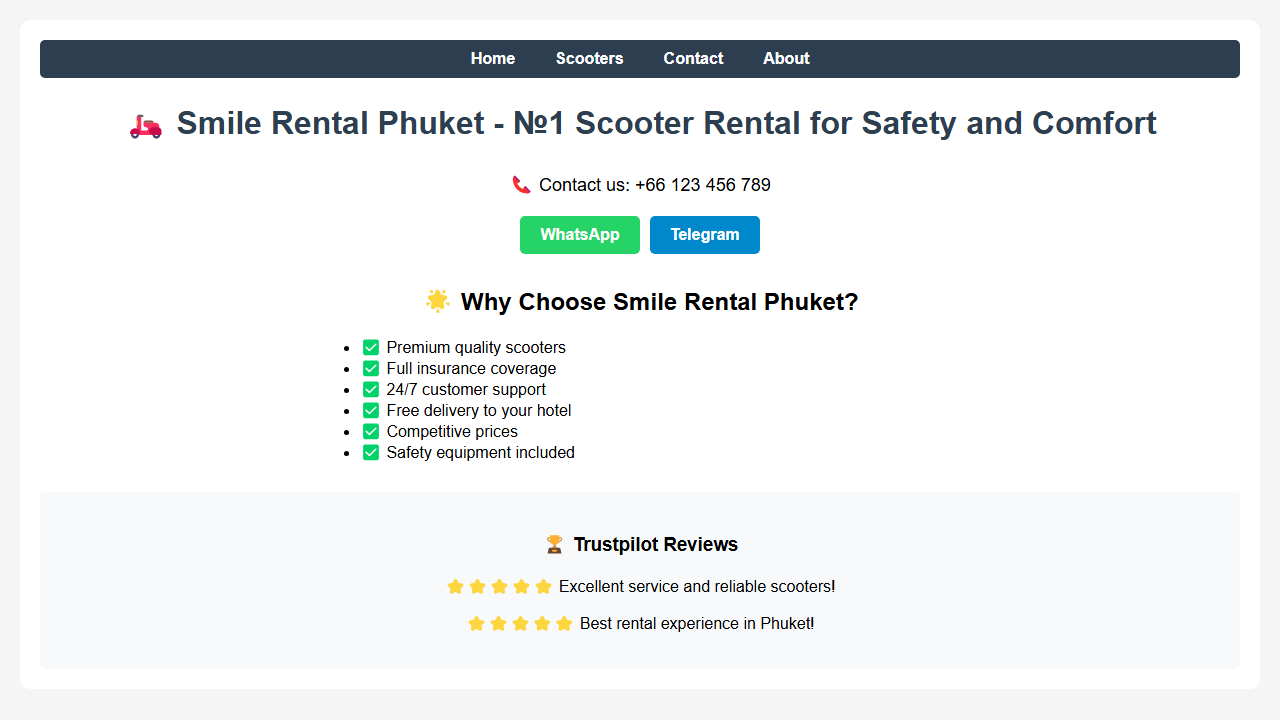 Home Scooters Contact About
🛵 Smile Rental Phuket - №1 Scooter Rental for Safety and Comfort
📞 Contact us: +66 123 456 789
WhatsApp Telegram
🌟 Why Choose Smile Rental Phuket?
• ✅ Premium quality scooters
• ✅ Full insurance coverage
• ✅ 24/7 customer support
• ✅ Free delivery to your hotel
• ✅ Competitive prices
• ✅ Safety equipment included
🏆 Trustpilot Reviews
⭐⭐⭐⭐⭐ Excellent service and reliable scooters!
⭐⭐⭐⭐⭐ Best rental experience in Phuket!